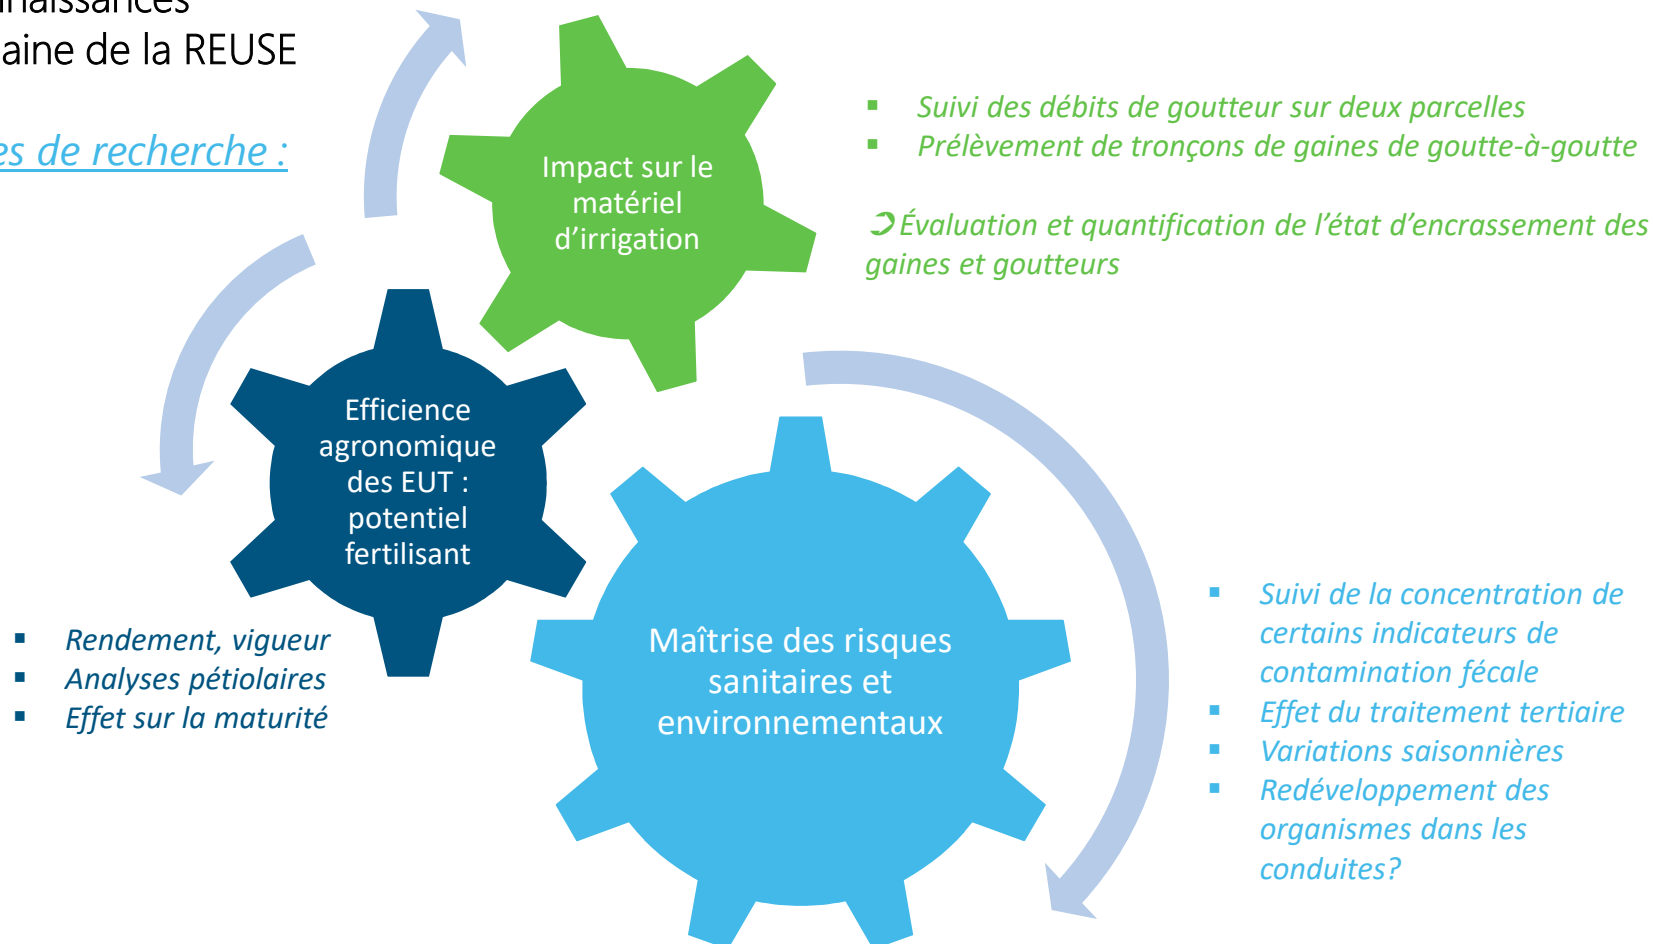 naissances
aine de la REUSE
es de recherche :
Impact sur le
matériel
d’irrigation
▪ Suivi des débits de goutteur sur deux parcelles
▪ Prélèvement de tronçons de gaines de goutte-à-goutte
➲ Évaluation et quantification de l’état d’encrassement des
gaines et goutteurs
Efficience
agronomique
des EUT :
potentiel
fertilisant
▪ Rendement, vigueur
▪ Analyses pétiolaires
▪ Effet sur la maturité
Maîtrise des risques
sanitaires et
environnementaux
▪ Suivi de la concentration de
certains indicateurs de
contamination fécale
▪ Effet du traitement tertiaire
▪ Variations saisonnières
▪ Redéveloppement des
organismes dans les
conduites?